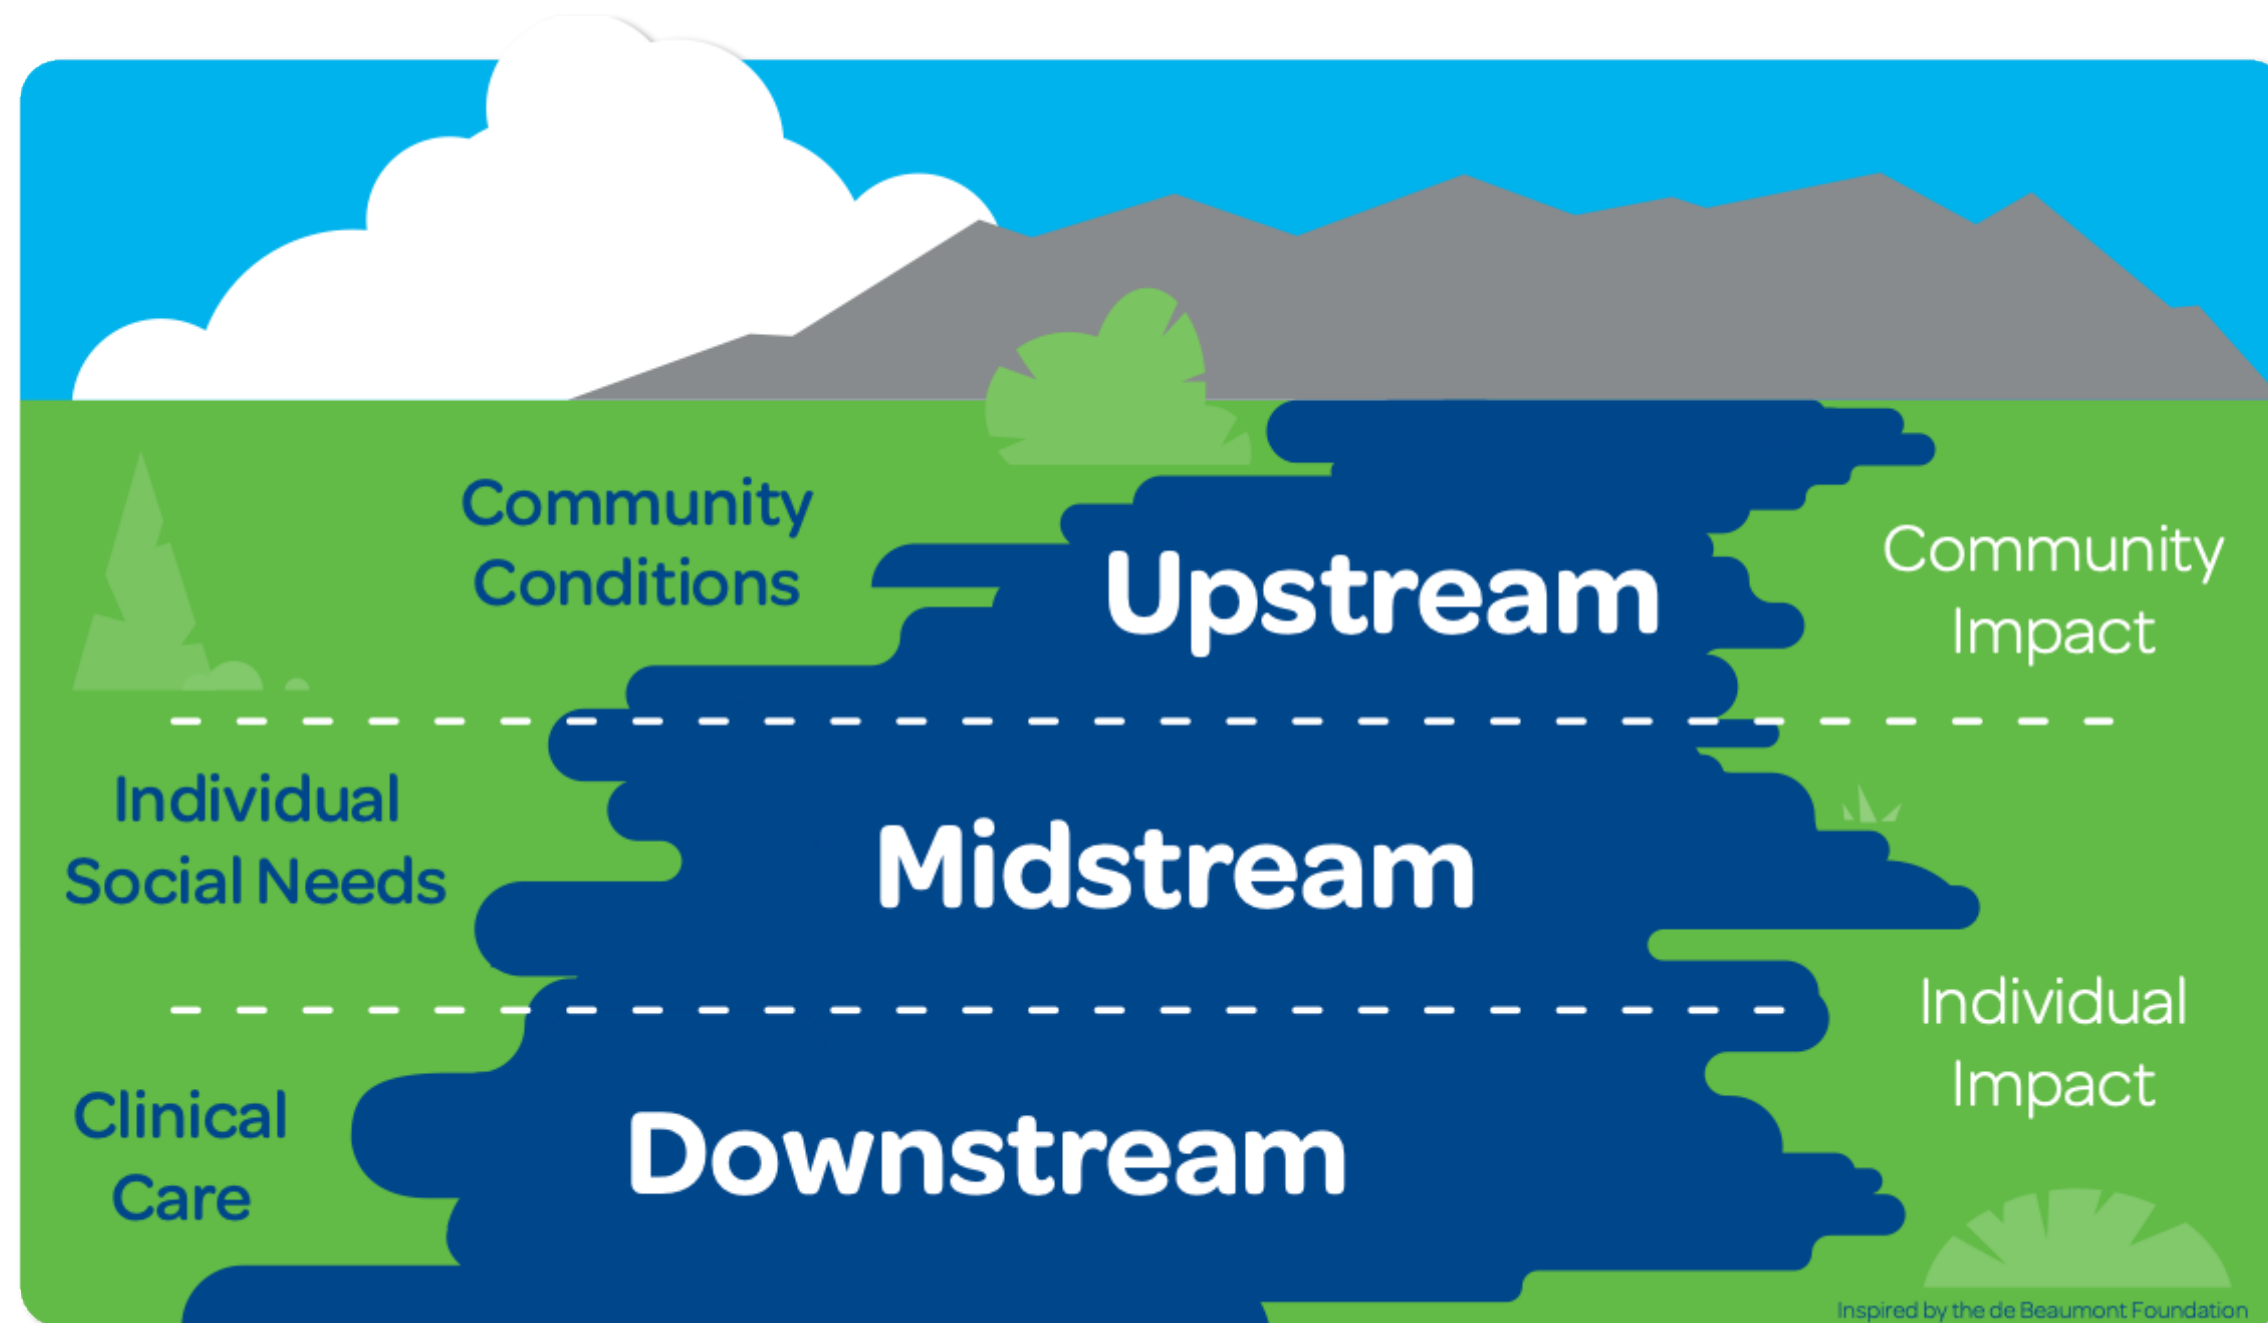 Community
Conditions
Upstream
Community
Impact
Individual
Social Needs
Midstream
Individual
Impact
Clinical
Care
Downstream
Inspired by the de Beaumont Foundation